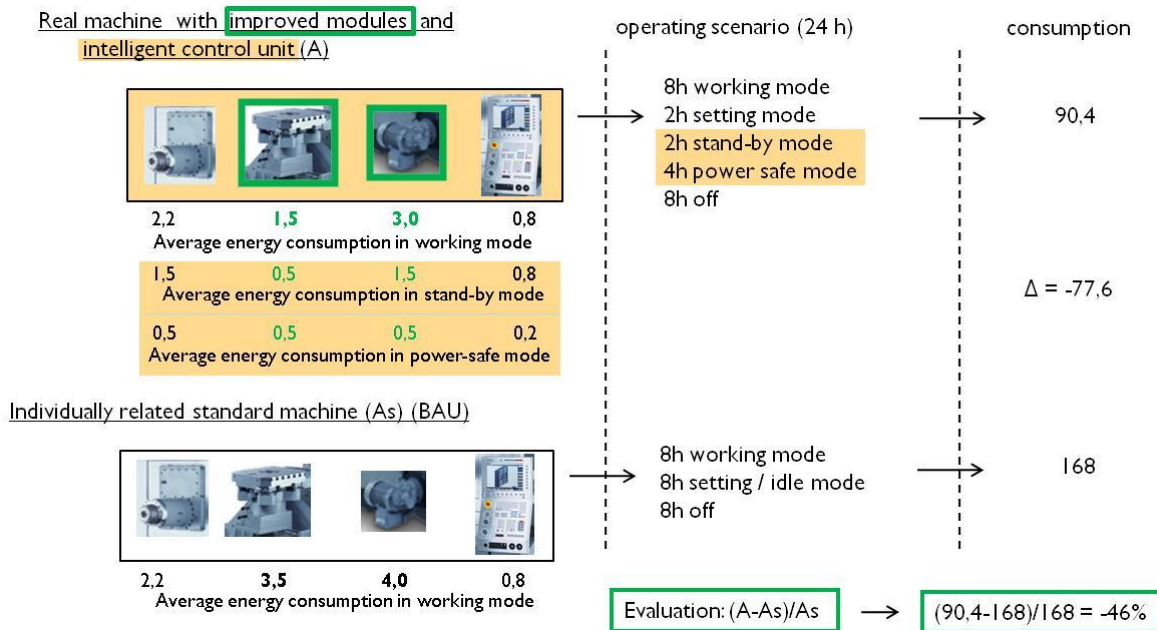 Real machine with improved modules and
intelligent control unit (A)
operating scenario (24 h)
consumption
8h working mode
2h setting mode
2h stand-by mode
4h power safe mode
8h off
90,4
2,2 1,5 3,0 0,8
Average energy consumption in working mode
1,5 0,5 1,5 0,8
Average energy consumption in stand-by mode
0,5 0,5 0,5 0,2
Average energy consumption in power-safe mode
Δ = -77,6
Individually related standard machine (As) (BAU)
8h working mode
8h setting / idle mode
8h off
168
2,2 3,5 4,0 0,8
Average energy consumption in working mode
Evaluation: (A-As)/As
(90,4-168)/168 = -46%